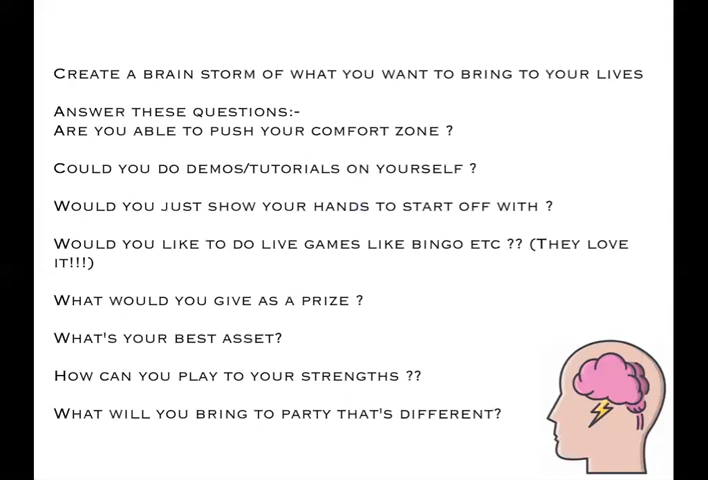 Create a brain storm of what you want to bring to your lives
Answer these questions:-
Are you able to push your comfort zone ?
Could you do demos/tutorials on yourself ?
Would you just show your hands to start off with ?
Would you like to do live games like bingo etc ?? (They love
it!!!)
What would you give as a prize ?
What's your best asset?
How can you play to your strengths ??
What will you bring to party that's different?